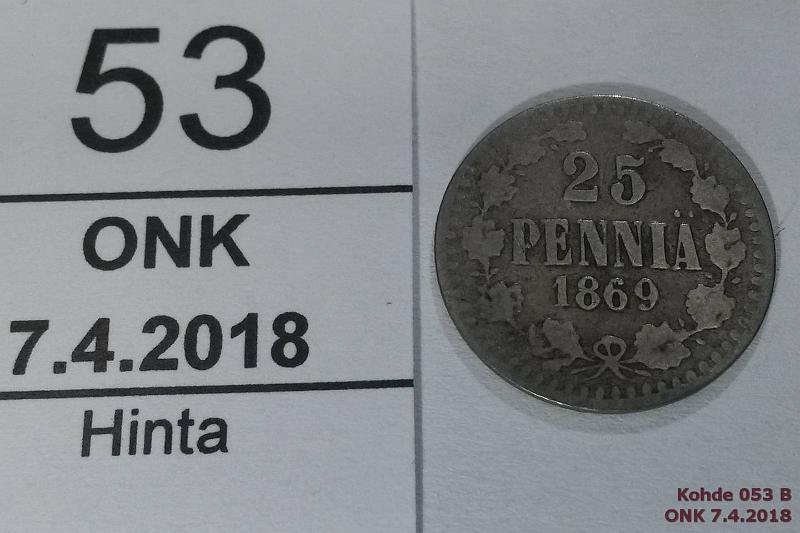 53
ONK
7.4.2018
Hinta
25
PENNIÄ
1869
Kohde 053 B
ONK 7.4.2018